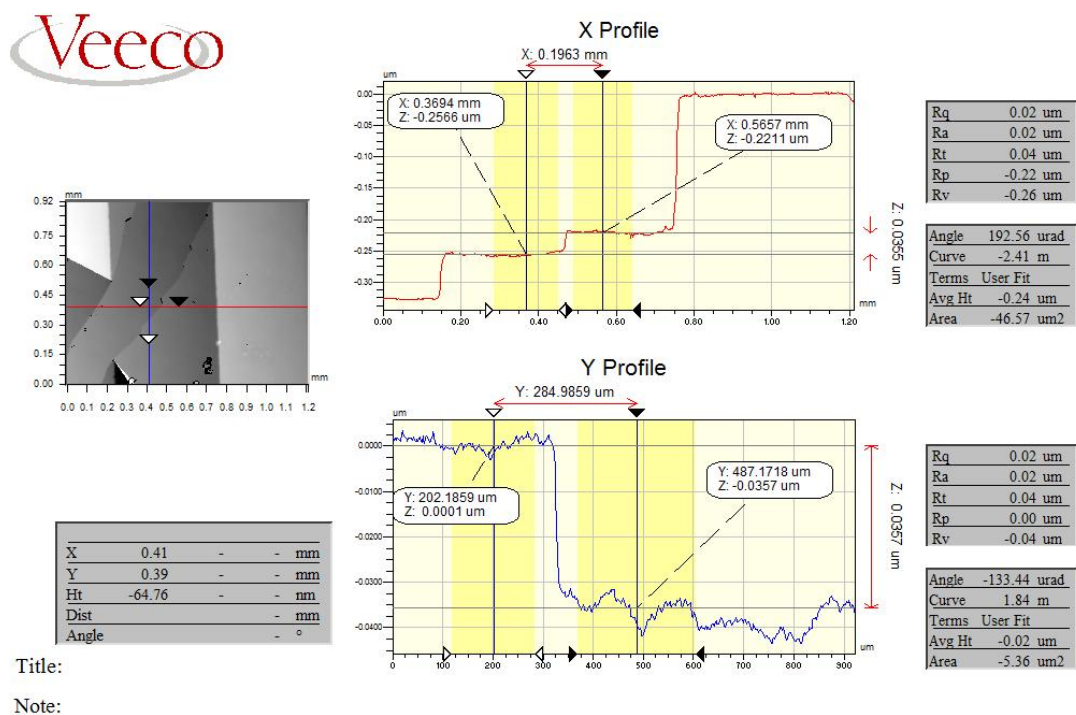 Veeco
X Profile
X: 0.1963 mm
um
X: 0.3694 mm
Z: -0.2566 um
X: 0.5657 mm
Z: -0.2211 um
0.00
-0.05
-0.10
-0.15
-0.20
-0.25
-0.30
Z: 0.0355 um
mm
0.00 0.20 0.40 0.60 0.80 1.00 1.20
Rq 0.02 um
Ra 0.02 um
Rt 0.04 um
Rp -0.22 um
Rv -0.26 um
Angle 192.56 urad
Curve -2.41 m
Terms User Fit
Avg Ht -0.24 um
Area -46.57 um2
mm
0.92
0.75
0.60
0.45
0.30
0.15
0.00
mm
0.0 0.1 0.2 0.3 0.4 0.5 0.6 0.7 0.8 0.9 1.0 1.1 1.2
Y Profile
Y: 284.9859 um
um
0.0000
-0.0100
-0.0200
-0.0300
-0.0400
Y: 202.1859 um
Z: 0.0001 um
Y: 487.1718 um
Z: -0.0357 um
Z: 0.0357 um
um
0 100 200 300 400 500 600 700 800 900
Rq 0.02 um
Ra 0.02 um
Rt 0.04 um
Rp 0.00 um
Rv -0.04 um
Angle -133.44 urad
Curve 1.84 m
Terms User Fit
Avg Ht -0.02 um
Area -5.36 um2
X 0.41 - - mm
Y 0.39 - - mm
Ht -64.76 - - nm
Dist - mm
Angle - °
Title:
Note: